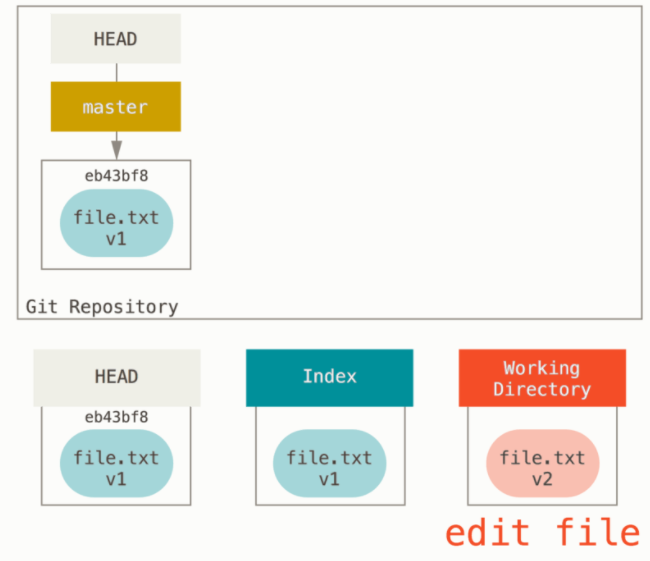 HEAD
master
eb43bf8
file.txt
v1
Git Repository
HEAD
Index
Working
Directory
eb43bf8
file.txt
v1
file.txt
v1
file.txt
v2
edit file